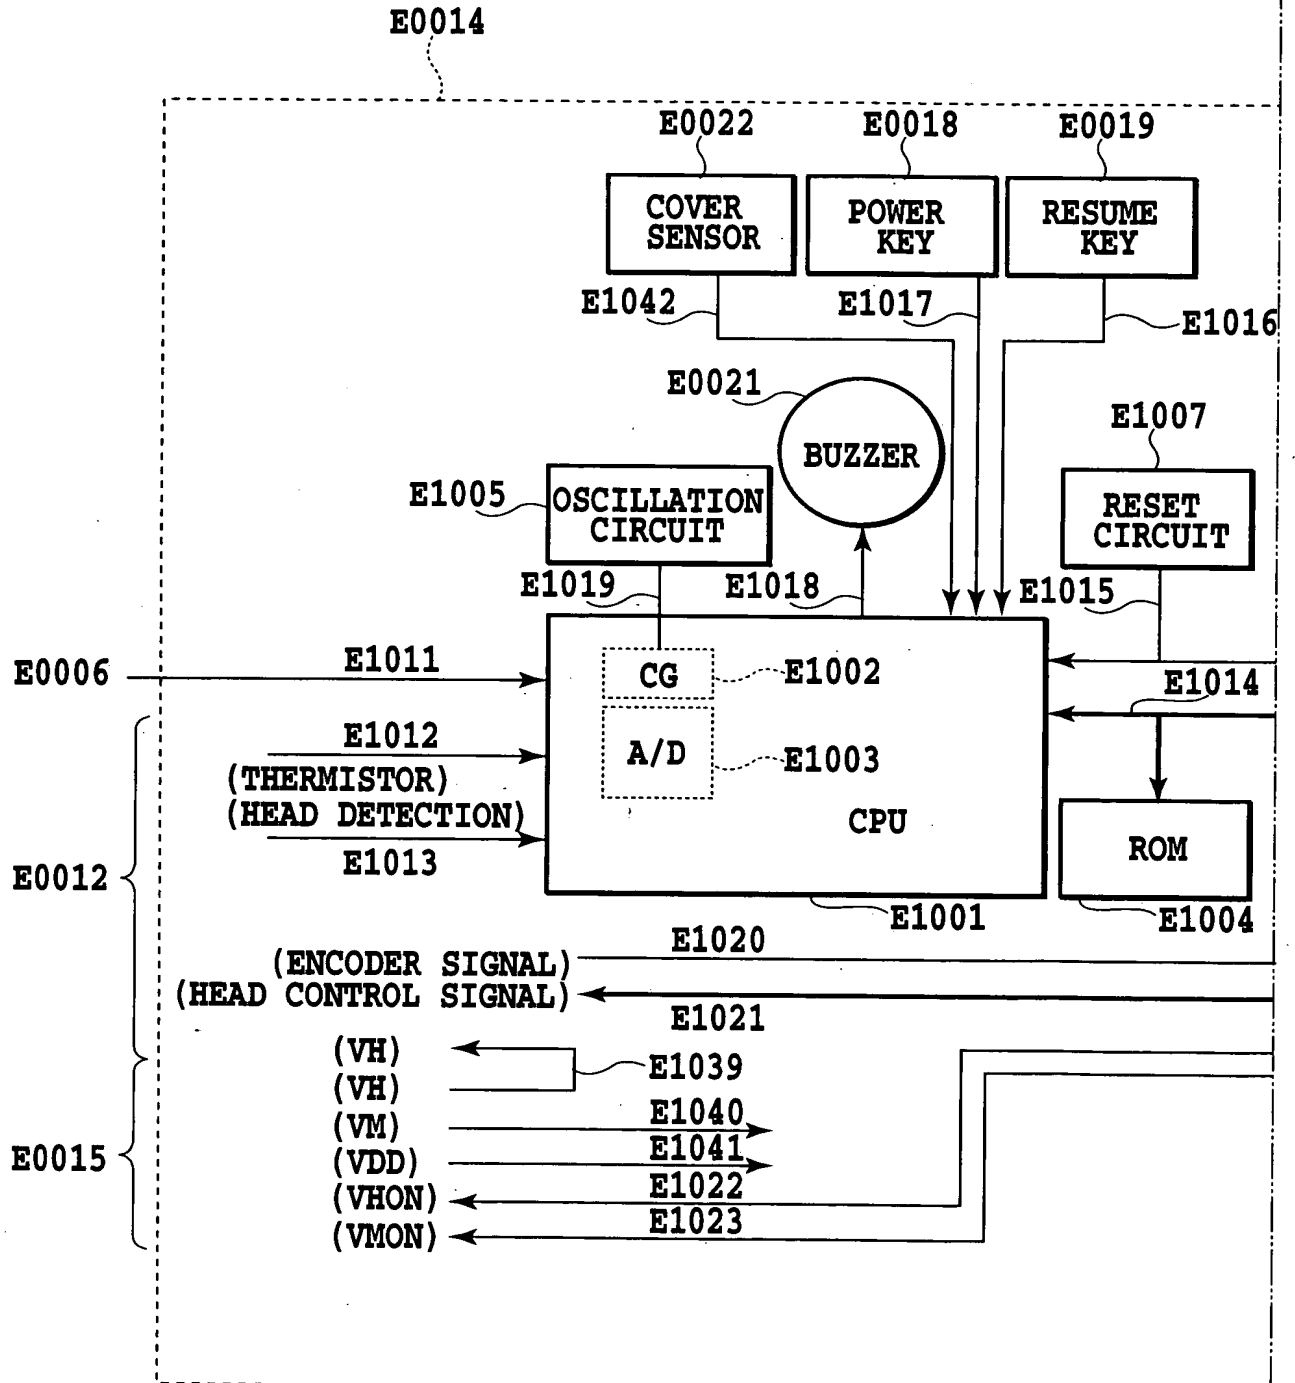 E0014
E0022
E0018
E0019
COVER
SENSOR
POWER
KEY
RESUME
KEY
E1042
E1017
E1016
E0021
E1007
BUZZER
E1005
OSCILLATION
CIRCUIT
RESET
CIRCUIT
E1019
E1018
E1015
E0006
E1011
CG
E1002
E1014
E1012
A/D
E1003
(THERMISTOR)
(HEAD DETECTION)
CPU
ROM
E1013
E0012
E1001
E1004
E1020
(ENCODER SIGNAL)
(HEAD CONTROL SIGNAL)
E1021
(VH)
E1039
(VH)
E1040
(VM)
E1041
E0015
(VDD)
E1022
(VHON)
E1023
(VMON)